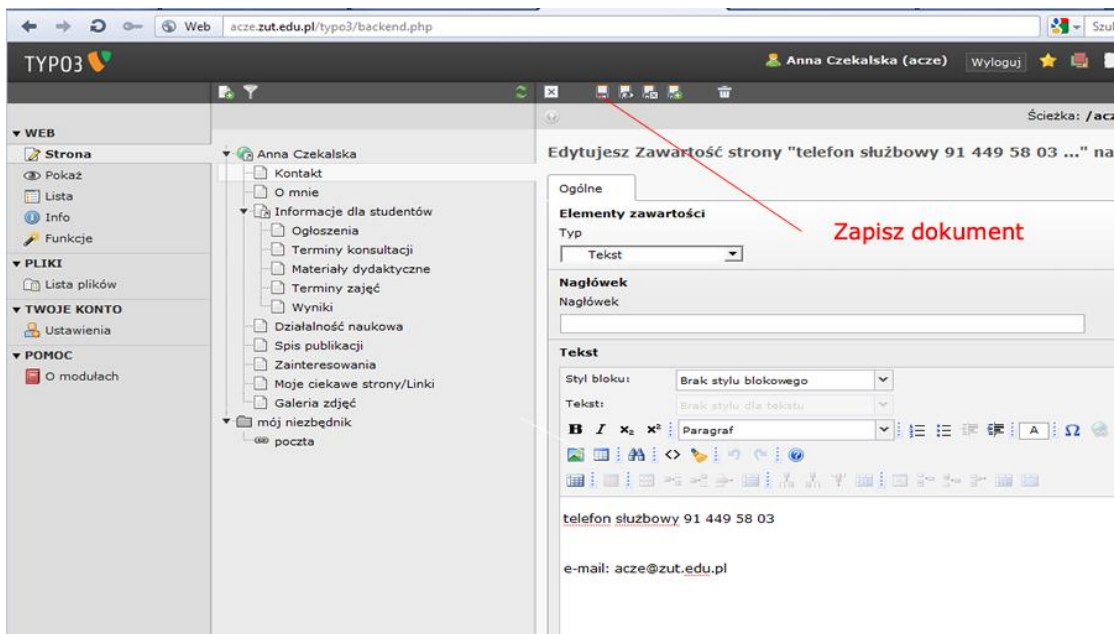 Web
acze.zut.edu.pl/typo3/backend.php
TYPO3
Anna Czekalska (acze)
Wyloguj
WEB
Strona
Pokaż
Lista
Info
Funkcje
PLIKI
Lista plików
TWOJE KONTO
Ustawienia
POMOC
O modułach
Anna Czekalska
Kontakt
O mnie
Informacje dla studentów
Ogłoszenia
Terminy konsultacji
Materiały dydaktyczne
Terminy zajęć
Wyniki
Działalność naukowa
Spis publikacji
Zainteresowania
Moje ciekawe strony/Linki
Galeria zdjęć
mój niezbędnik
poczta
Ścieżka: /acz
Edytujesz Zawartość strony "telefon służbowy 91 449 58 03 ..." na
Ogólne
Elementy zawartości
Typ
Tekst
Zapisz dokument
Nagłówek
Nagłówek
Tekst
Styl bloku: Brak stylu blokowego
Tekst: Brak stylu dla tekstu
B I x₂ x² Paragraf A Ω
telefon służbowy 91 449 58 03
e-mail: acze@zut.edu.pl